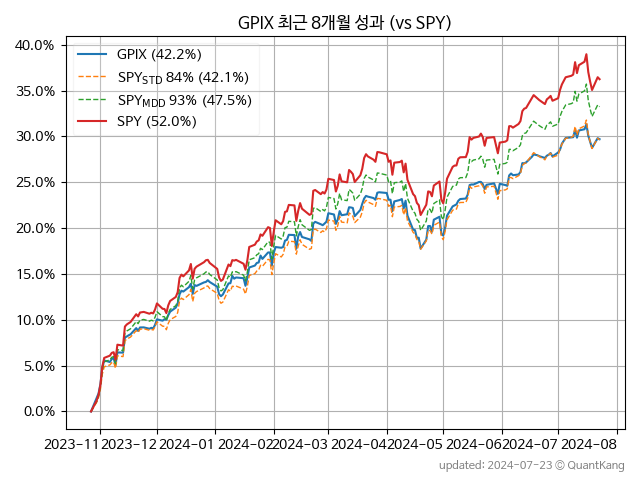 GPIX 최근 8개월 성과 (vs SPY)
GPIX (42.2%)
SPY_STD 84% (42.1%)
SPY_MDD 93% (47.5%)
SPY (52.0%)
40.0%
35.0%
30.0%
25.0%
20.0%
15.0%
10.0%
5.0%
0.0%
2023-11 2023-12 2024-01 2024-02 2024-03 2024-04 2024-05 2024-06 2024-07 2024-08
updated: 2024-07-23 © QuantKang